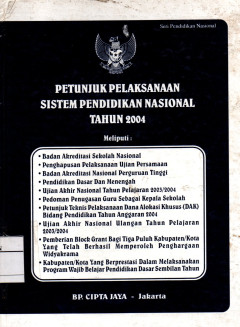 Seri Pendidikan Nasional
PETUNJUK PELAKSANAAN
SISTEM PENDIDIKAN NASIONAL
TAHUN 2004
Meliputi :
• Badan Akreditasi Sekolah Nasional
• Penghapusan Pelaksanaan Ujian Persamaan
• Badan Akreditasi Nasional Perguruan Tinggi
• Pendidikan Dasar Dan Menengah
• Ujian Akhir Nasional Tahun Pelajaran 2003/2004
• Pedoman Penugasan Guru Sebagai Kepala Sekolah
• Petunjuk Teknis Pelaksanaan Dana Alokasi Khusus (DAK)
Bidang Pendidikan Tahun Anggaran 2004
• Ujian Akhir Nasional Ulangan Tahun Pelajaran
2003/2004
• Pemberian Block Grant Bagi Tiga Puluh Kabupaten/Kota
Yang Telah Berhasil Memperoleh Penghargaan
Widyakrama
• Kabupaten/Kota Yang Berprestasi Dalam Melaksanakan
Program Wajib Belajar Pendidikan Dasar Sembilan Tahun
BP. CIPTA JAYA - Jakarta